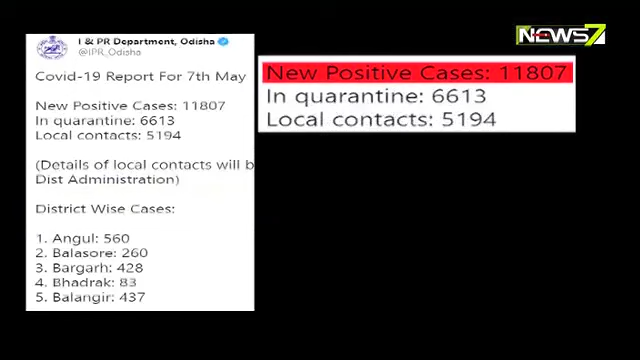 I & PR Department, Odisha
@IPR_Odisha
Covid-19 Report For 7th May
New Positive Cases: 11807
In quarantine: 6613
Local contacts: 5194
(Details of local contacts will b
Dist Administration)
District Wise Cases:
1. Angul: 560
2. Balasore: 260
3. Bargarh: 428
4. Bhadrak: 83
5. Balangir: 437
New Positive Cases: 11807
In quarantine: 6613
Local contacts: 5194
NEWS7